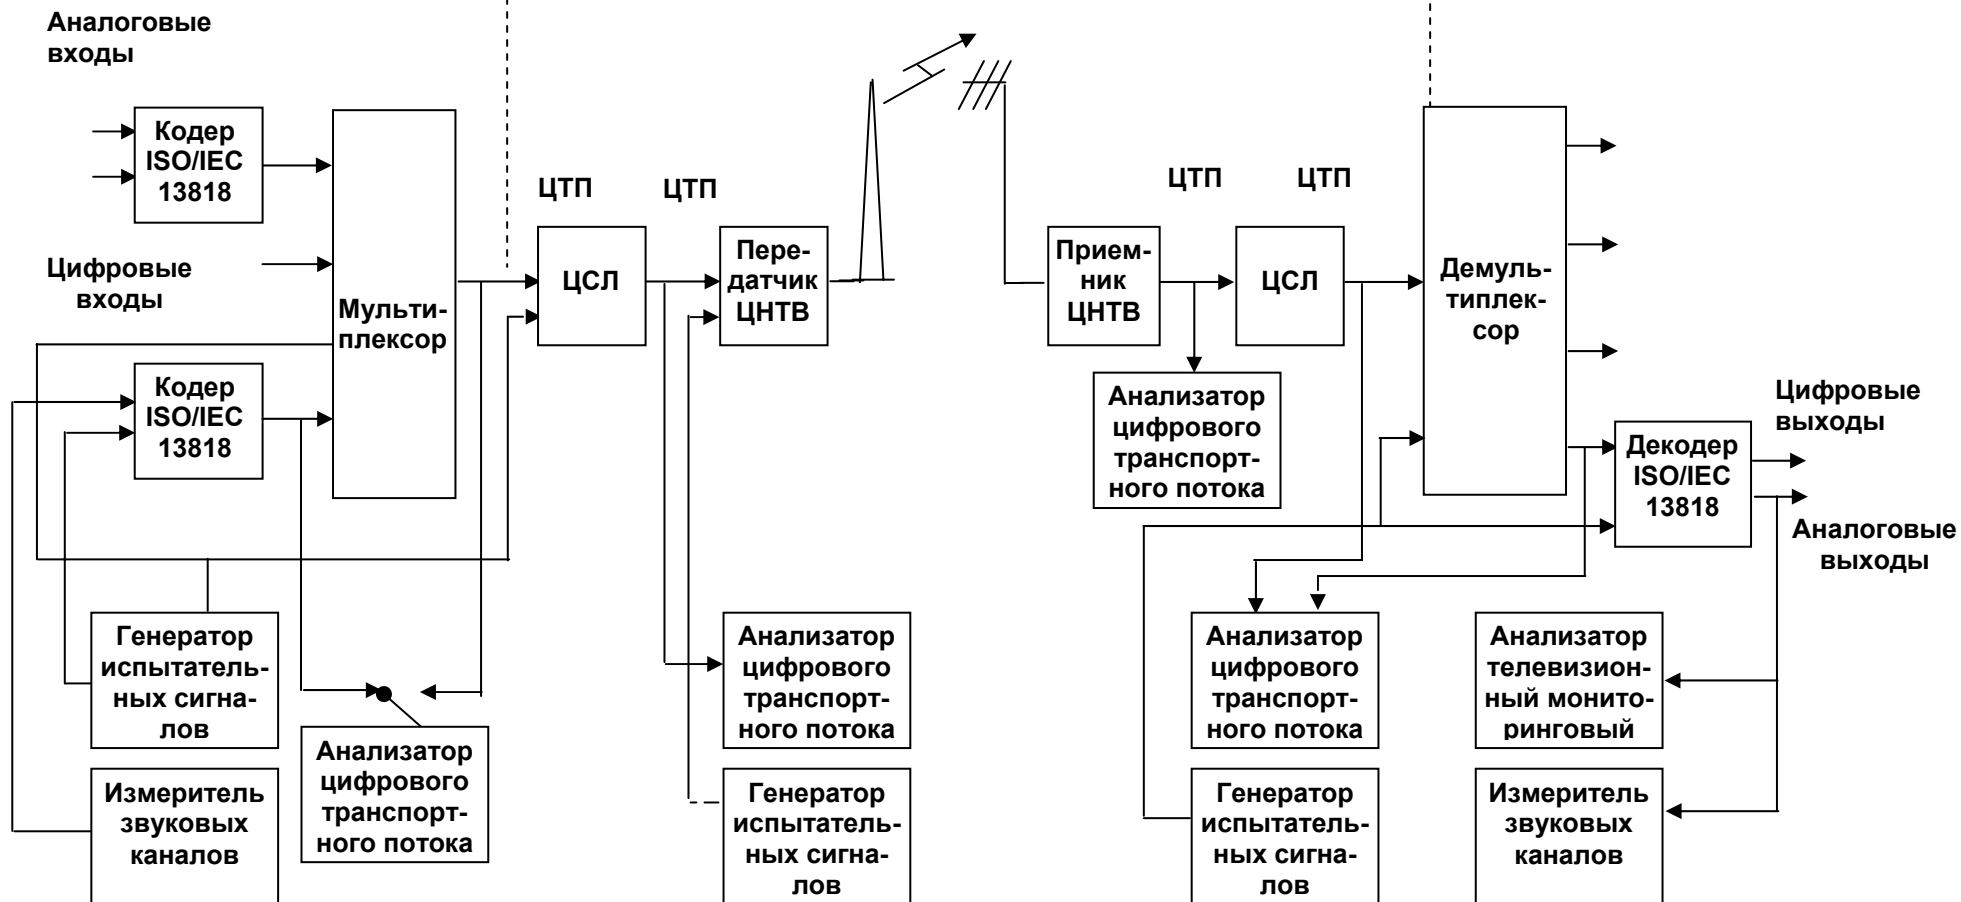 Аналоговые
входы
Кодер
ISO/IEC
13818
Цифровые
входы
Кодер
ISO/IEC
13818
Мульти-
плексор
ЦТП
ЦСЛ
ЦТП
Пере-
датчик
ЦНТВ
Прием-
ник
ЦНТВ
ЦТП
ЦСЛ
ЦТП
Демуль-
типлек-
сор
Анализатор
цифрового
транспорт-
ного потока
Цифровые
выходы
Декодер
ISO/IEC
13818
Аналоговые
выходы
Генератор
испытатель-
ных сигна-
лов
Анализатор
цифрового
транспорт-
ного потока
Измеритель
звуковых
каналов
Анализатор
цифрового
транспорт-
ного потока
Генератор
испытатель-
ных сигна-
лов
Анализатор
цифрового
транспорт-
ного потока
Генератор
испытатель-
ных сигна-
лов
Анализатор
телевизион-
ный монито-
ринговый
Измеритель
звуковых
каналов